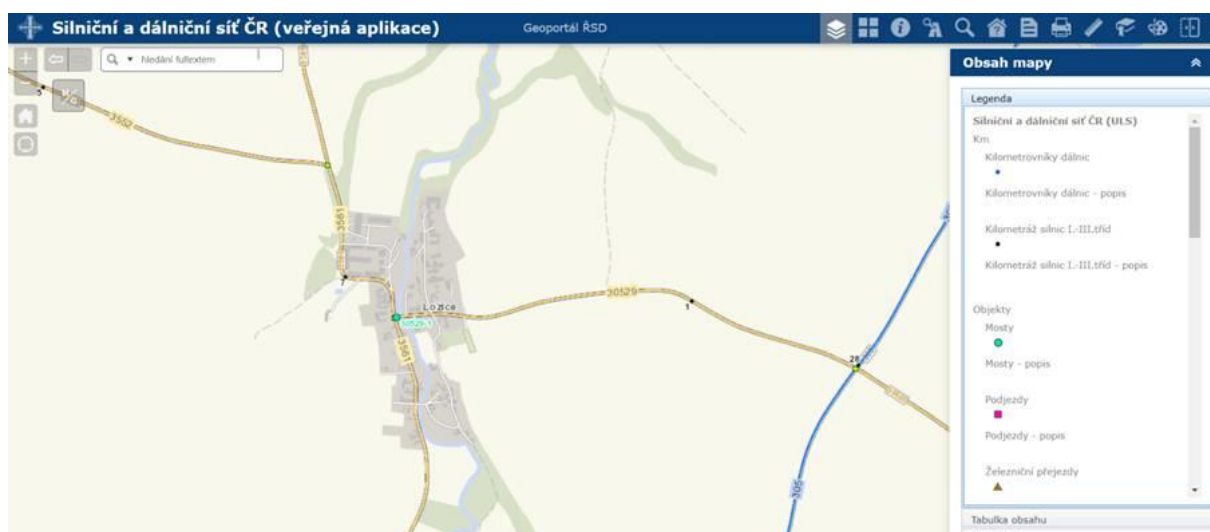 Silniční a dálniční síť ČR (veřejná aplikace)
Geoportál ŘSD
hledání fulltextem
Obsah mapy
Legenda
Silniční a dálniční síť ČR (ULS)
Km
Kilometrovníky dálnic
Kilometrovníky dálnic - popis
Kilometráž silnic I.-III.tříd
Kilometráž silnic I.-III.tříd - popis
Objekty
Mosty
Mosty - popis
Podjezdy
Podjezdy - popis
Železniční přejezdy
Tabulka obsahu
5
3552
3561
7
Lozice
30529-1
3561
30529
1
28
305